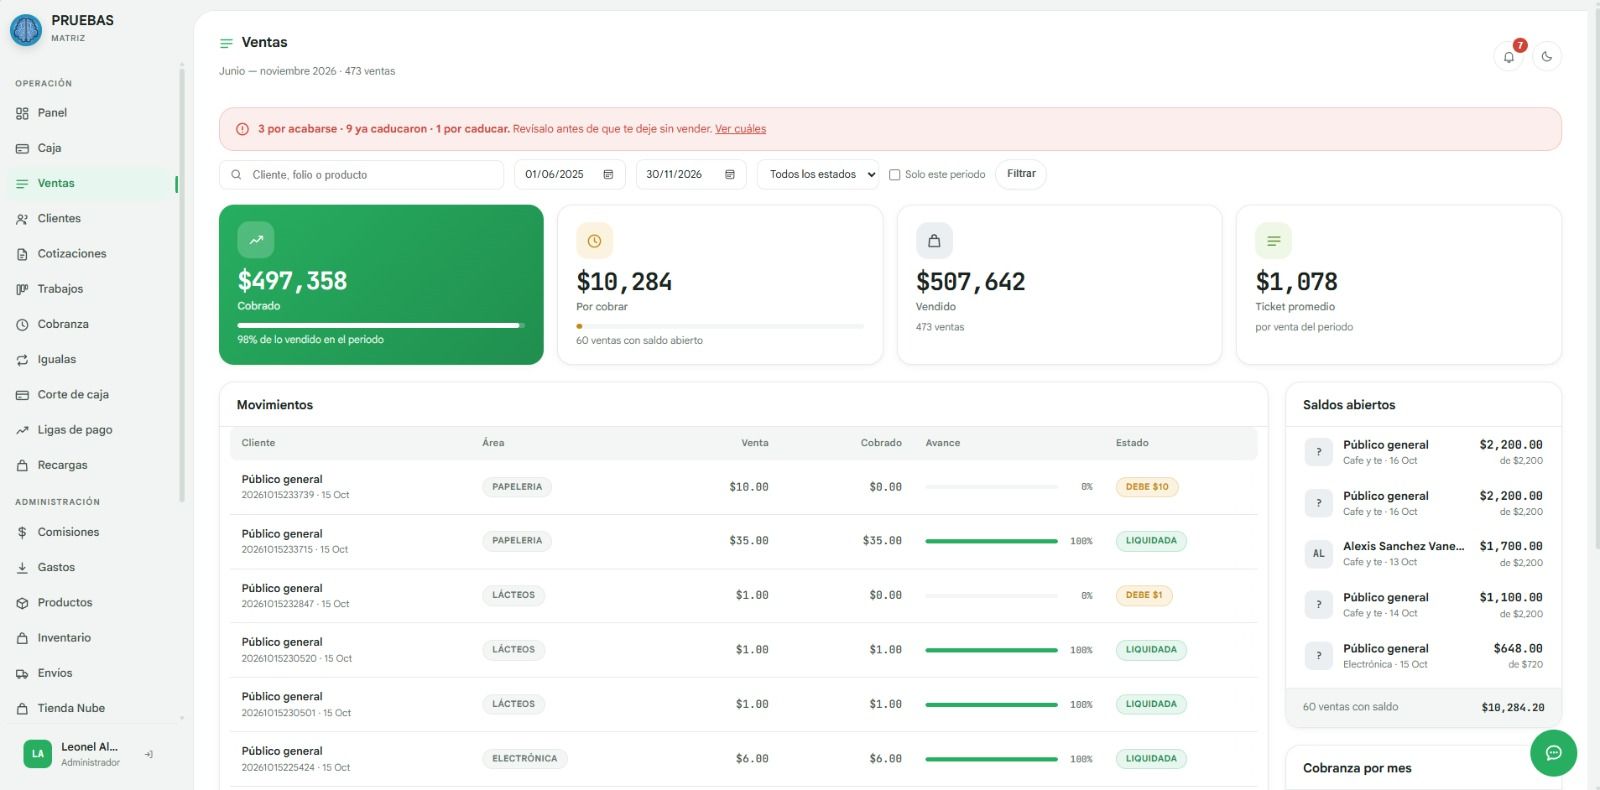 PRUEBAS
MATRIZ
OPERACIÓN
Panel
Caja
Ventas
Clientes
Cotizaciones
Trabajos
Cobranza
Igualas
Corte de caja
Ligas de pago
Recargas
ADMINISTRACIÓN
Comisiones
Gastos
Productos
Inventario
Envíos
Tienda Nube
LA
Leonel Al...
Administrador
Ventas
Junio — noviembre 2026 · 473 ventas
7
3 por acabarse · 9 ya caducaron · 1 por caducar. Revísalo antes de que te deje sin vender. Ver cuáles
Cliente, folio o producto
01/06/2025
30/11/2026
Todos los estados
Solo este periodo
Filtrar
$497,358
Cobrado
98% de lo vendido en el periodo
$10,284
Por cobrar
60 ventas con saldo abierto
$507,642
Vendido
473 ventas
$1,078
Ticket promedio
por venta del periodo
Movimientos
Cliente Área Venta Cobrado Avance Estado
Público general
20261015233739 · 15 Oct
PAPELERIA $10.00 $0.00 0% DEBE $10
Público general
20261015233715 · 15 Oct
PAPELERIA $35.00 $35.00 100% LIQUIDADA
Público general
20261015232847 · 15 Oct
LÁCTEOS $1.00 $0.00 0% DEBE $1
Público general
20261015230520 · 15 Oct
LÁCTEOS $1.00 $1.00 100% LIQUIDADA
Público general
20261015230501 · 15 Oct
LÁCTEOS $1.00 $1.00 100% LIQUIDADA
Público general
20261015225424 · 15 Oct
ELECTRÓNICA $6.00 $6.00 100% LIQUIDADA
Saldos abiertos
? Público general $2,200.00
Cafe y te · 16 Oct de $2,200
? Público general $2,200.00
Cafe y te · 16 Oct de $2,200
AL Alexis Sanchez Vane... $1,700.00
Cafe y te · 13 Oct de $2,200
? Público general $1,100.00
Cafe y te · 14 Oct de $2,200
? Público general $648.00
Electrónica · 15 Oct de $720
60 ventas con saldo $10,284.20
Cobranza por mes